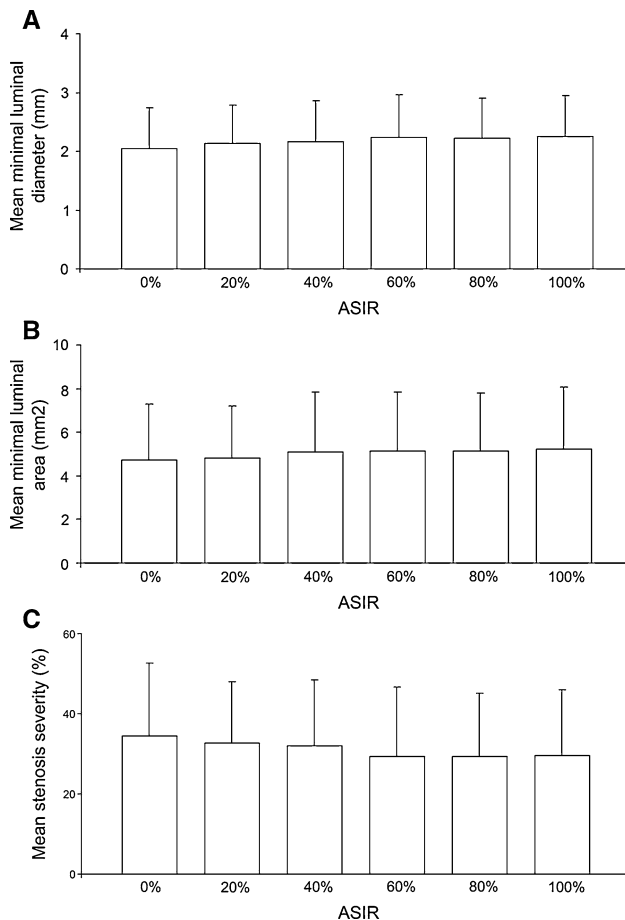 A
Mean minimal luminal
diameter (mm)
4
3
2
1
0
0% 20% 40% 60% 80% 100%
ASIR
B
Mean minimal luminal
area (mm2)
10
8
6
4
2
0
0% 20% 40% 60% 80% 100%
ASIR
C
Mean stenosis severity (%)
60
40
20
0
0% 20% 40% 60% 80% 100%
ASIR